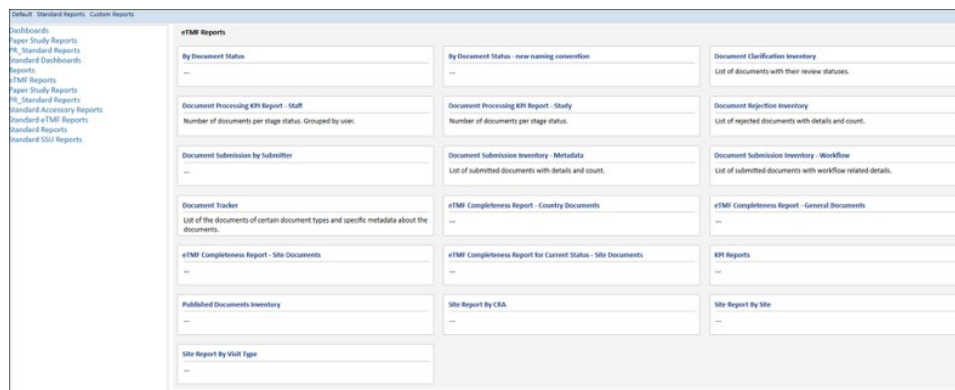 Default Standard Reports Custom Reports
Dashboards
Paper Study Reports
PR_Standard Reports
Standard Dashboards
Reports
eTMF Reports
Paper Study Reports
PR_Standard Reports
Standard Accessory Reports
Standard eTMF Reports
Standard Reports
Standard SSU Reports
eTMF Reports
By Document Status
...
By Document Status - new naming convention
...
Document Clarification Inventory
List of documents with their review statuses.
Document Processing KPI Report - Staff
Number of documents per stage status. Grouped by user.
Document Processing KPI Report - Study
Number of documents per stage status.
Document Rejection Inventory
List of rejected documents with details and count.
Document Submission by Submitter
...
Document Submission Inventory - Metadata
List of submitted documents with details and count.
Document Submission Inventory - Workflow
List of submitted documents with workflow related details.
Document Tracker
List of the documents of certain document types and specific metadata about the
documents.
eTMF Completeness Report - Country Documents
...
eTMF Completeness Report - General Documents
...
eTMF Completeness Report - Site Documents
...
eTMF Completeness Report for Current Status - Site Documents
...
KPI Reports
...
Published Documents Inventory
...
Site Report By CRA
...
Site Report By Site
...
Site Report By Visit Type
...